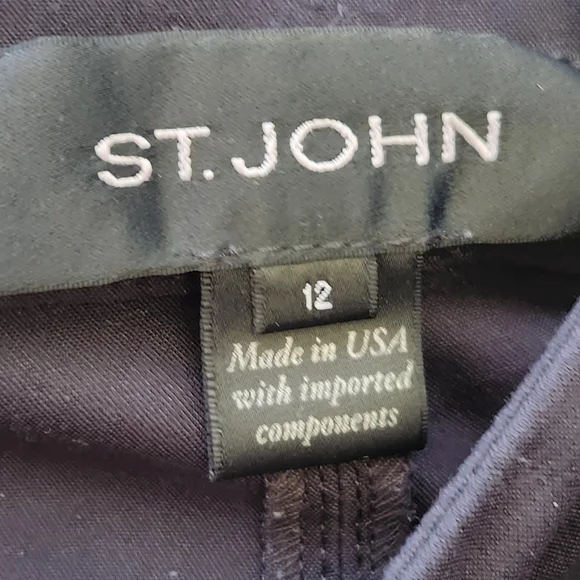 ST. JOHN
12
Made in USA
with imported
components